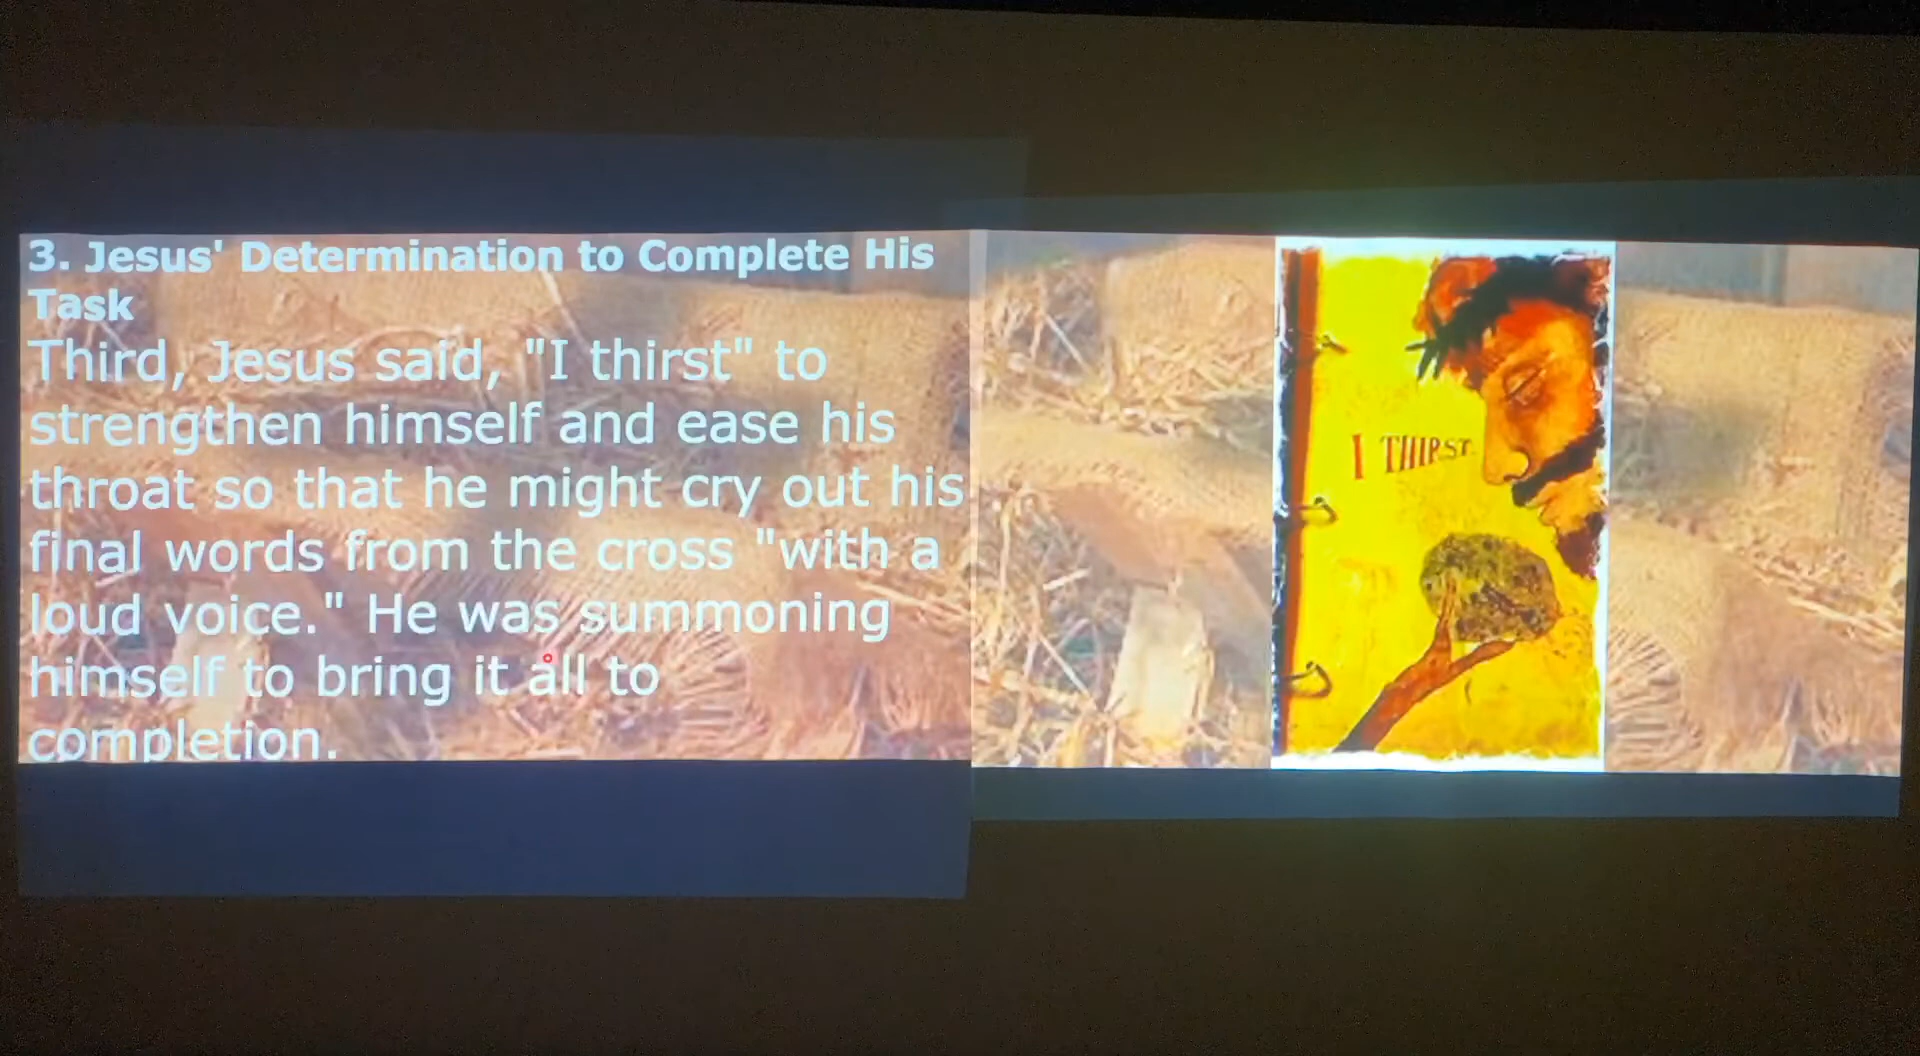 3. Jesus' Determination to Complete His
Task
Third, Jesus said, "I thirst" to
strengthen himself and ease his
throat so that he might cry out his
final words from the cross "with a
loud voice." He was summoning
himself to bring it all to
completion.
I THIRST